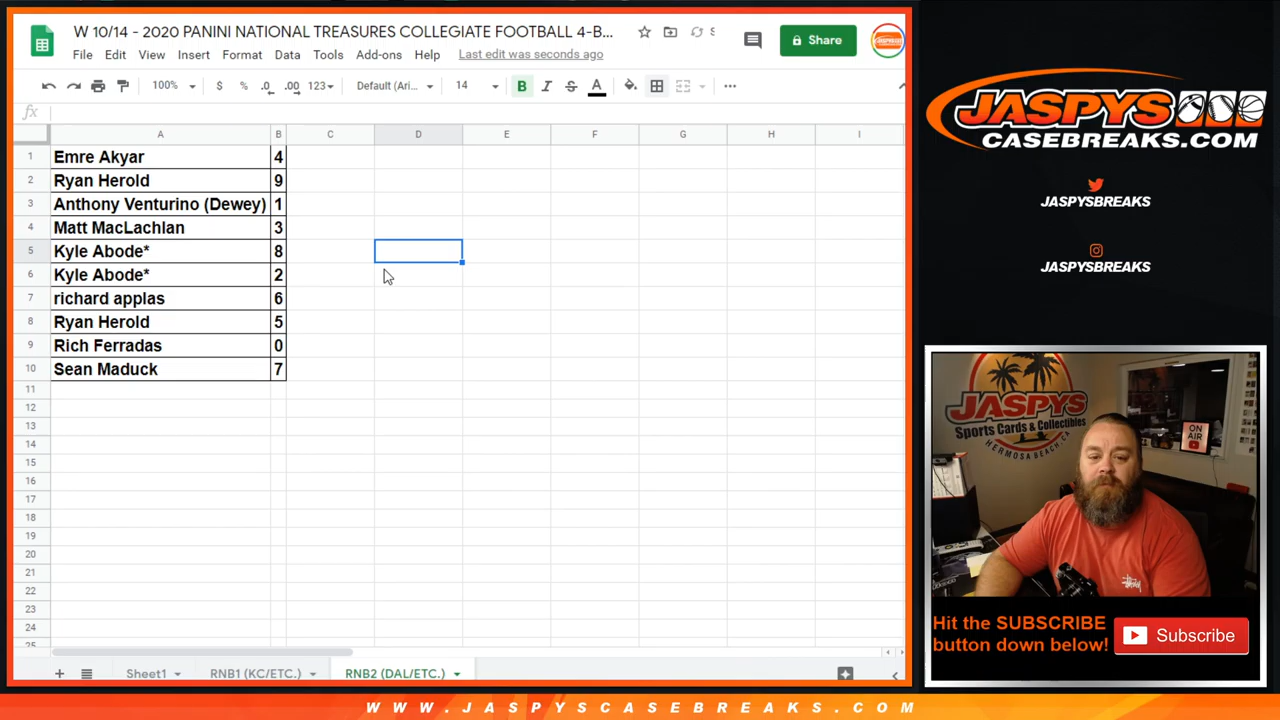 W 10/14 - 2020 PANINI NATIONAL TREASURES COLLEGIATE FOOTBALL 4-B...
File Edit View Insert Format Data Tools Add-ons Help Last edit was seconds ago
Share
100% $ % .0 .00 123 Default (Ari... 14 B I S A
fx
A B C D E F G H I
1 Emre Akyar 4
2 Ryan Herold 9
3 Anthony Venturino (Dewey) 1
4 Matt MacLachlan 3
5 Kyle Abode* 8
6 Kyle Abode* 2
7 richard applas 6
8 Ryan Herold 5
9 Rich Ferradas 0
10 Sean Maduck 7
11
12
13
14
15
16
17
18
19
20
21
22
23
24
25
Sheet1 RNB1 (KC/ETC.) RNB2 (DAL/ETC.)
JASPYS
CASEBREAKS.COM
JASPYSBREAKS
JASPYSBREAKS
JASPYS
Sports Cards & Collectibles
HERMOSA BEACH, CA
ON
AIR
STUSSY
Hit the SUBSCRIBE
button down below!
Subscribe
WWW.JASPYSCASEBREAKS.COM